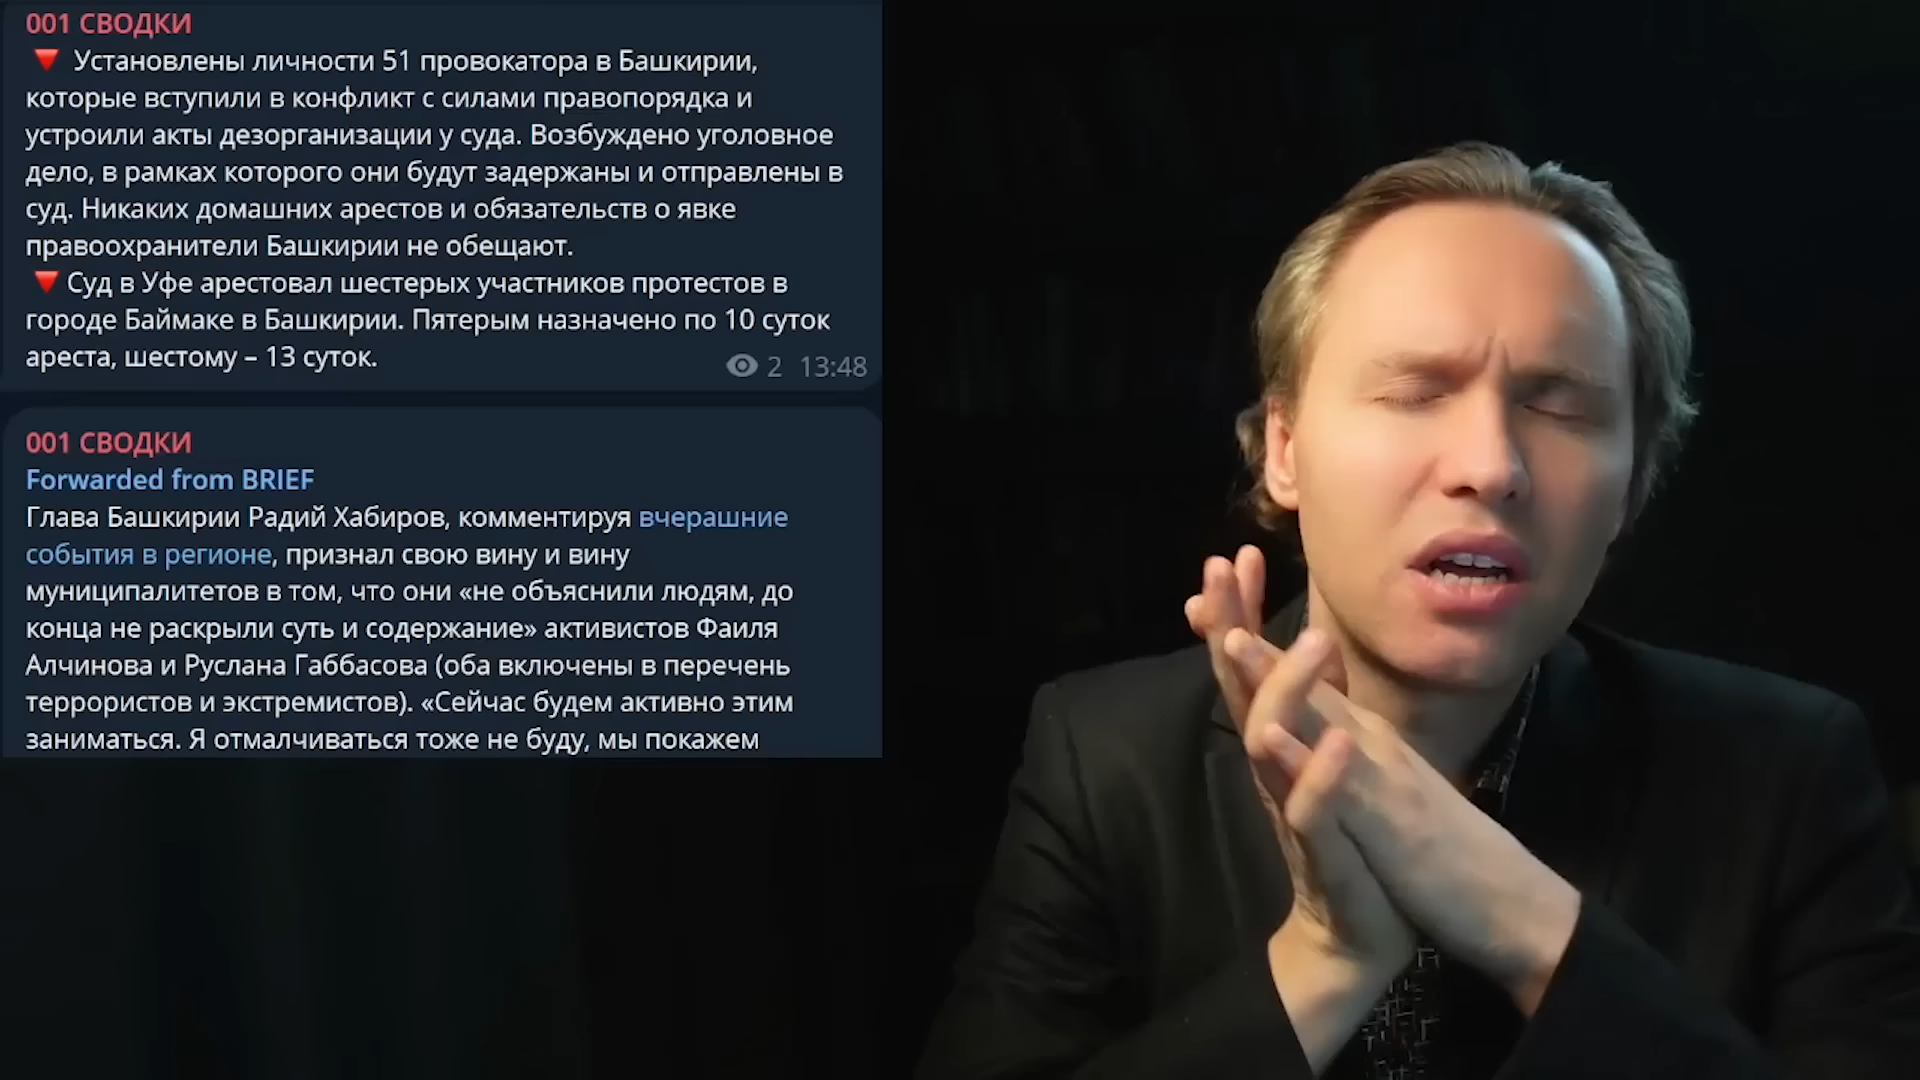 001 СВОДКИ
🔻 Установлены личности 51 провокатора в Башкирии,
которые вступили в конфликт с силами правопорядка и
устроили акты дезорганизации у суда. Возбуждено уголовное
дело, в рамках которого они будут задержаны и отправлены в
суд. Никаких домашних арестов и обязательств о явке
правоохранители Башкирии не обещают.
🔻Суд в Уфе арестовал шестерых участников протестов в
городе Баймаке в Башкирии. Пятерым назначено по 10 суток
ареста, шестому – 13 суток.
2 13:48
001 СВОДКИ
Forwarded from BRIEF
Глава Башкирии Радий Хабиров, комментируя вчерашние
события в регионе, признал свою вину и вину
муниципалитетов в том, что они «не объяснили людям, до
конца не раскрыли суть и содержание» активистов Фаиля
Алчинова и Руслана Габбасова (оба включены в перечень
террористов и экстремистов). «Сейчас будем активно этим
заниматься. Я отмалчиваться тоже не буду, мы покажем